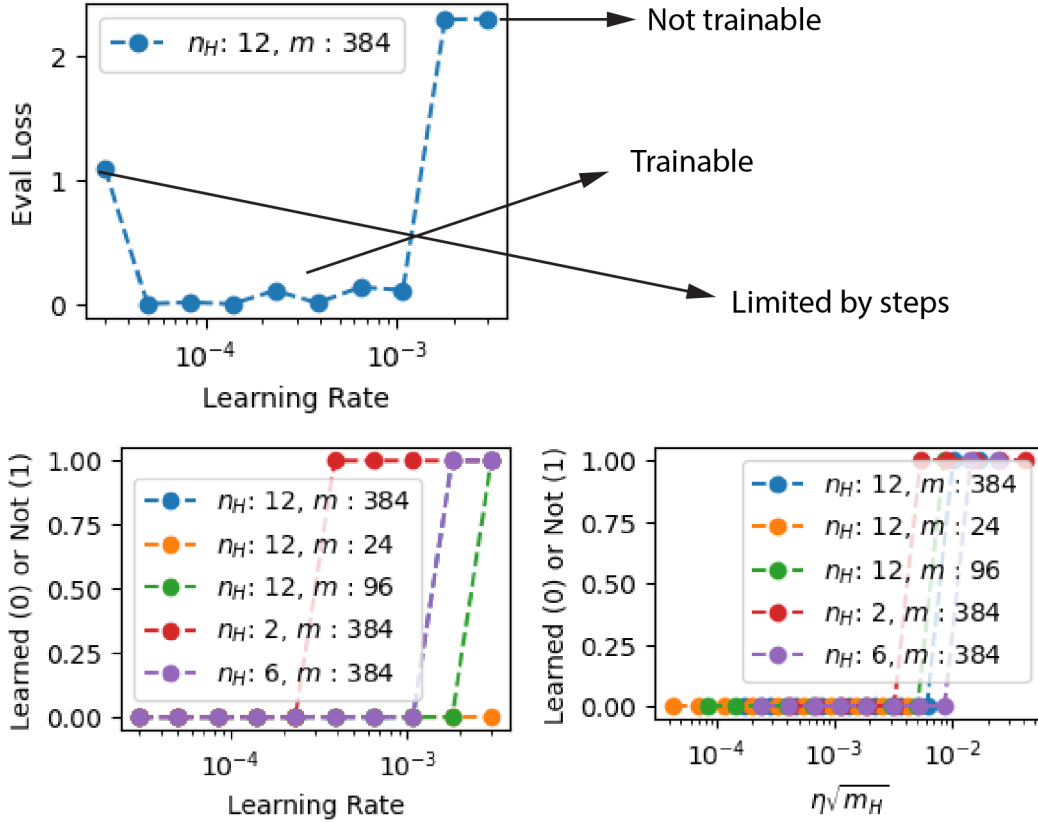 Not trainable
n_H: 12, m : 384
2
Eval Loss
Trainable
1
Limited by steps
0
10⁻⁴ 10⁻³
Learning Rate
Learned (0) or Not (1)
1.00
0.75
0.50
0.25
0.00
n_H: 12, m : 384
n_H: 12, m : 24
n_H: 12, m : 96
n_H: 2, m : 384
n_H: 6, m : 384
10⁻⁴ 10⁻³
Learning Rate
Learned (0) or Not (1)
1.00
0.75
0.50
0.25
0.00
n_H: 12, m : 384
n_H: 12, m : 24
n_H: 12, m : 96
n_H: 2, m : 384
n_H: 6, m : 384
10⁻⁴ 10⁻³ 10⁻²
η√m_H